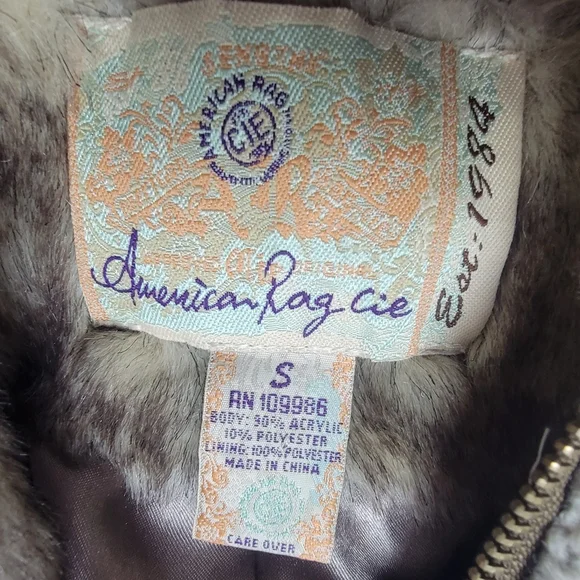 AMERICAN RAG
CIE
American Rag Cie
Est: 1984
S
RN 109986
BODY: 90% ACRYLIC
10% POLYESTER
LINING: 100% POLYESTER
MADE IN CHINA
CARE OVER